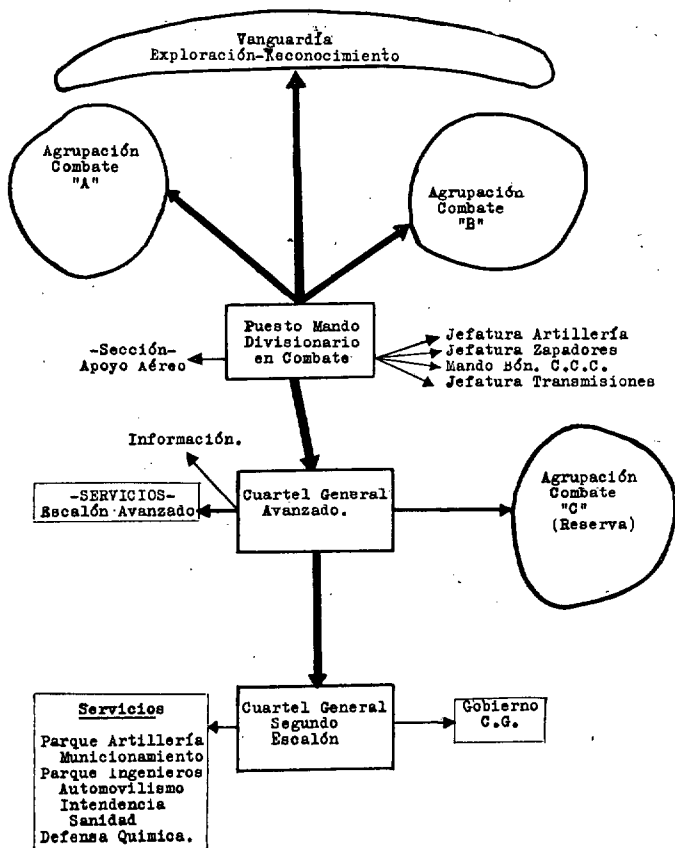 Vanguardía
Exploración-Reconocimiento
Agrupación
Combate
"A"
Agrupación
Combate
"B"
Puesto Mando
Divisionario
en Combate
-Sección-
Apoyo Aéreo
Jefatura Artillería
Jefatura Zapadores
Mando Bón. C.C.C.
Jefatura Transmisiones
Información.
-SERVICIOS-
Escalón Avanzado
Cuartel General
Avanzado.
Agrupación
Combate
"C"
(Reserva)
Servicios
Parque Artillería
Municionamiento
Parque Ingenieros
Automovilismo
Intendencia
Sanidad
Defensa Quimica.
Cuartel General
Segundo
Escalón
Gobierno
C.G.